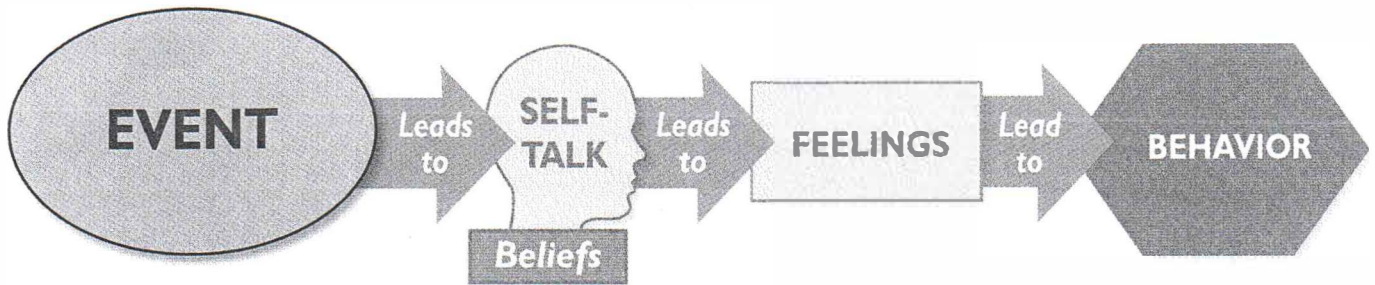 EVENT
Leads
to
SELF-
TALK
Beliefs
Leads
to
FEELINGS
Lead
to
BEHAVIOR